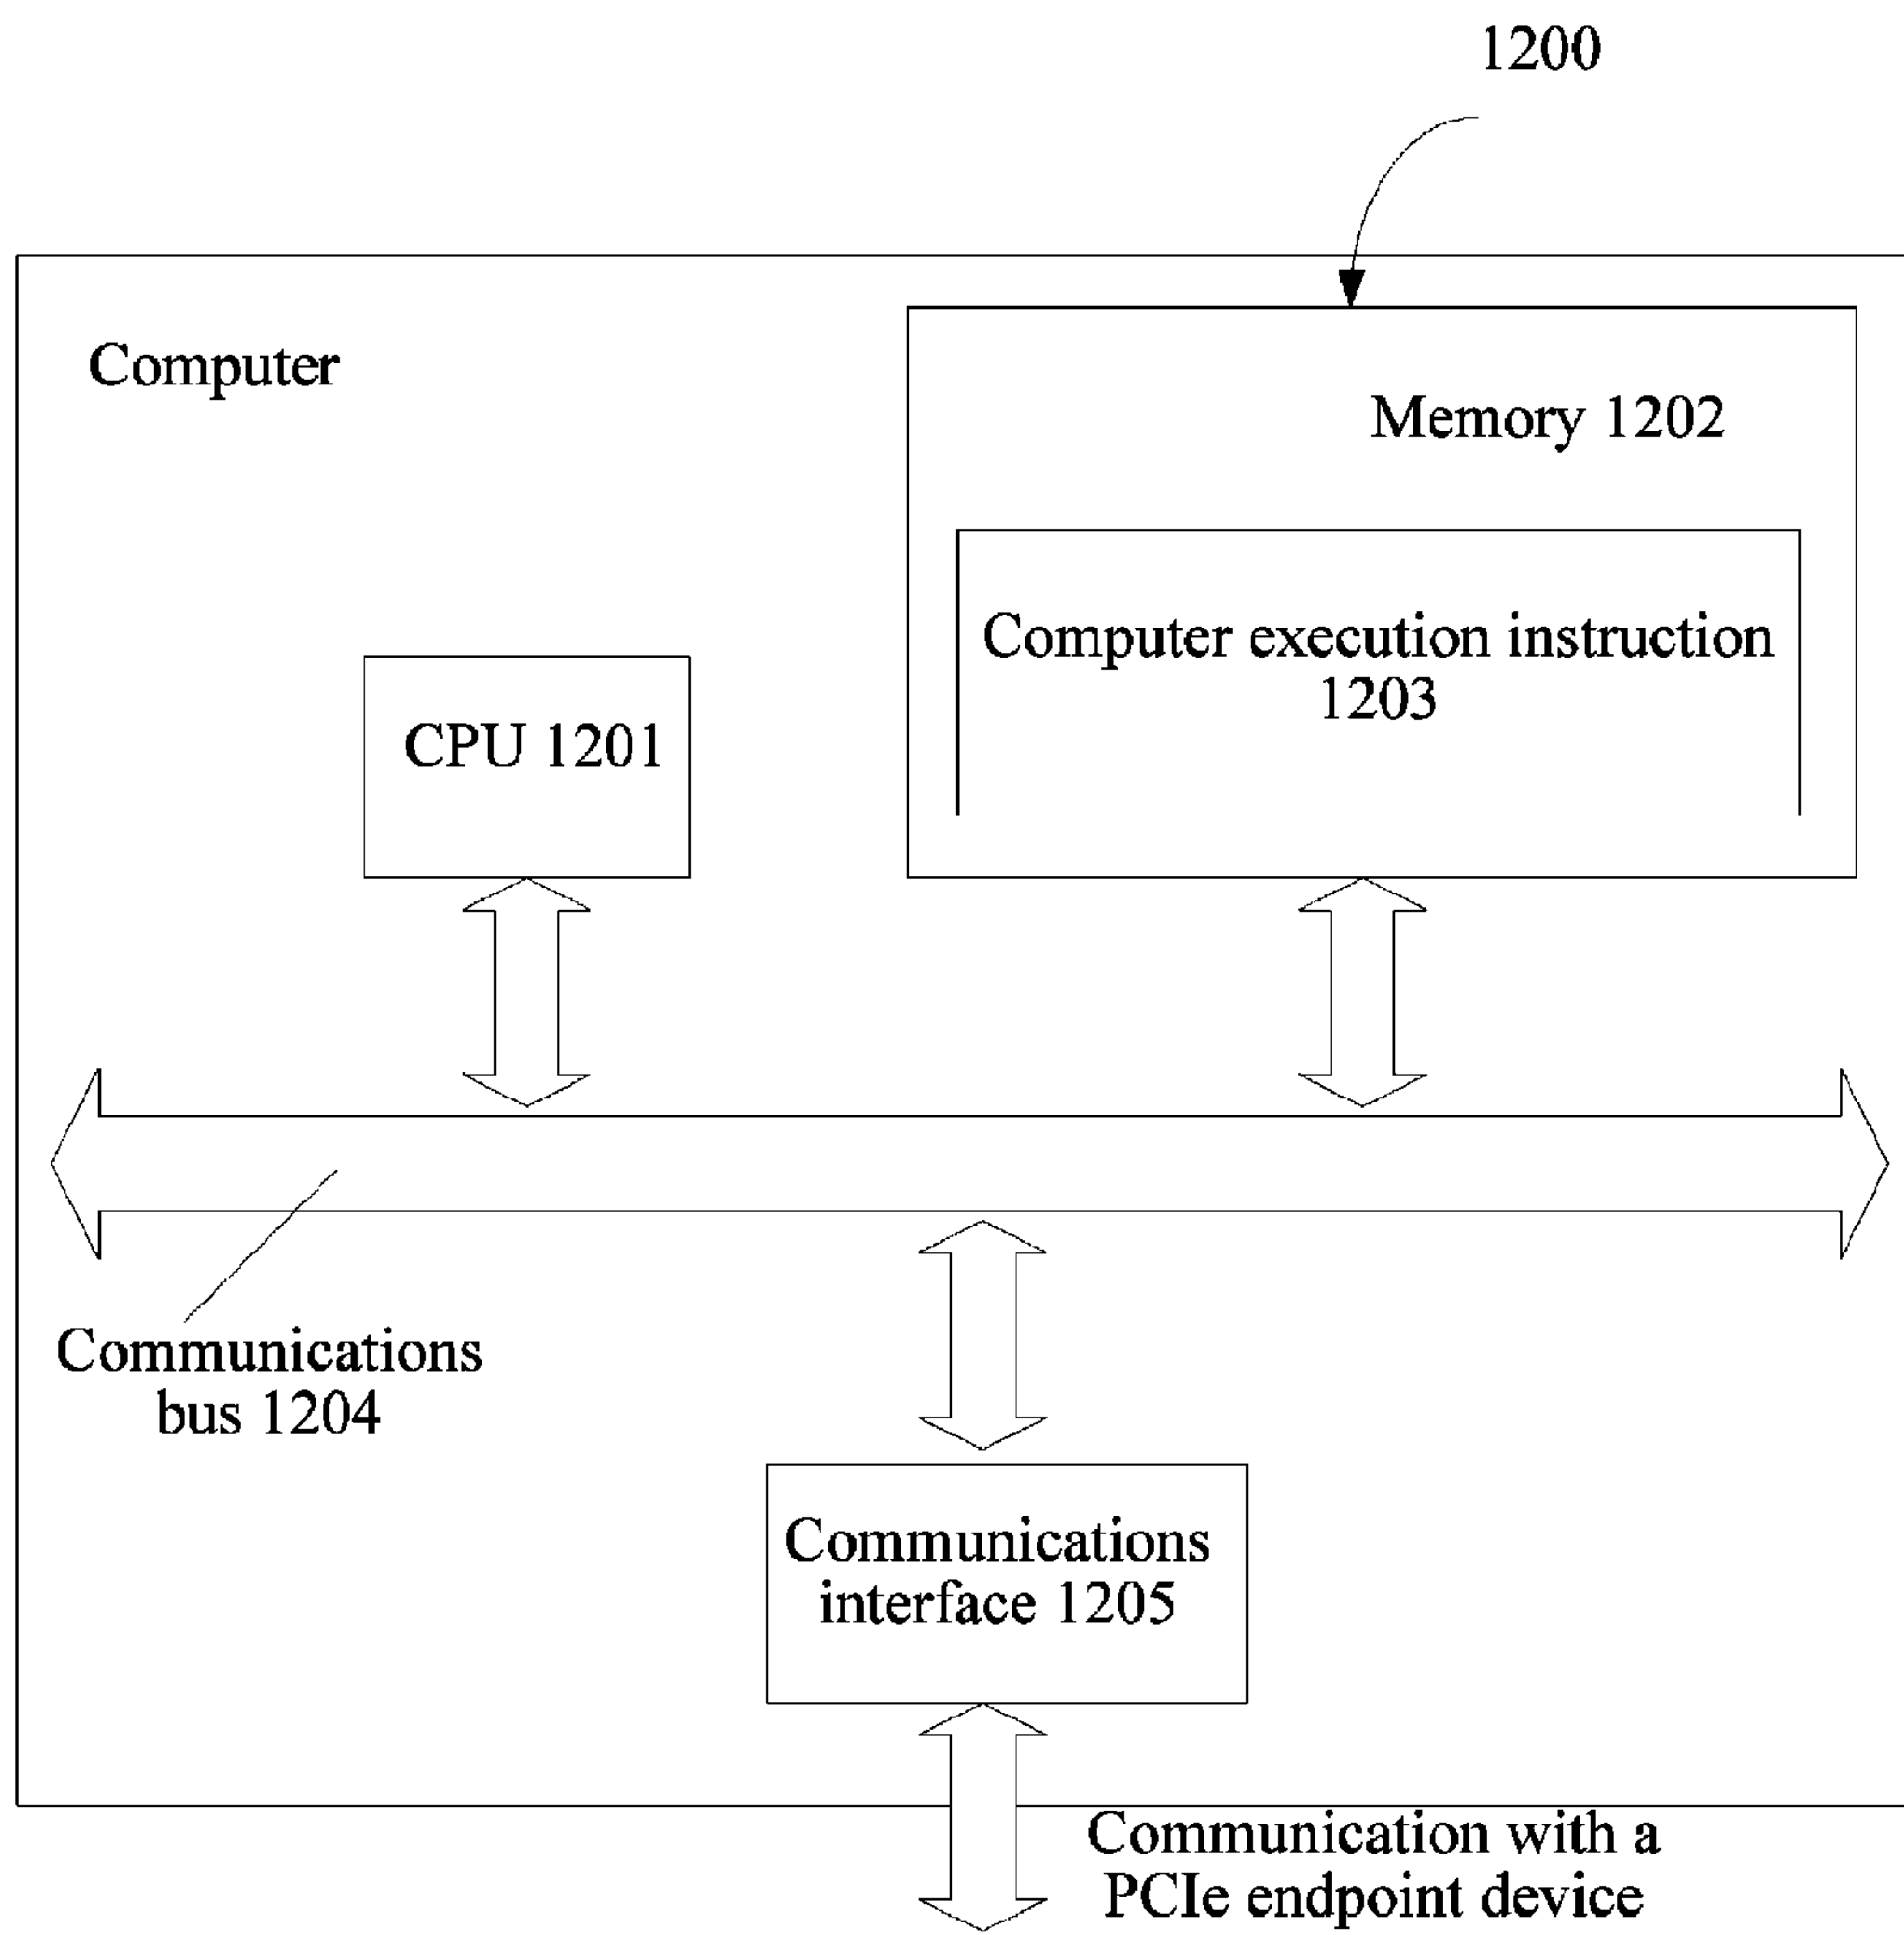 1200
Computer
Memory 1202
Computer execution instruction
1203
CPU 1201
Communications
bus 1204
Communications
interface 1205
Communication with a
PCIe endpoint device